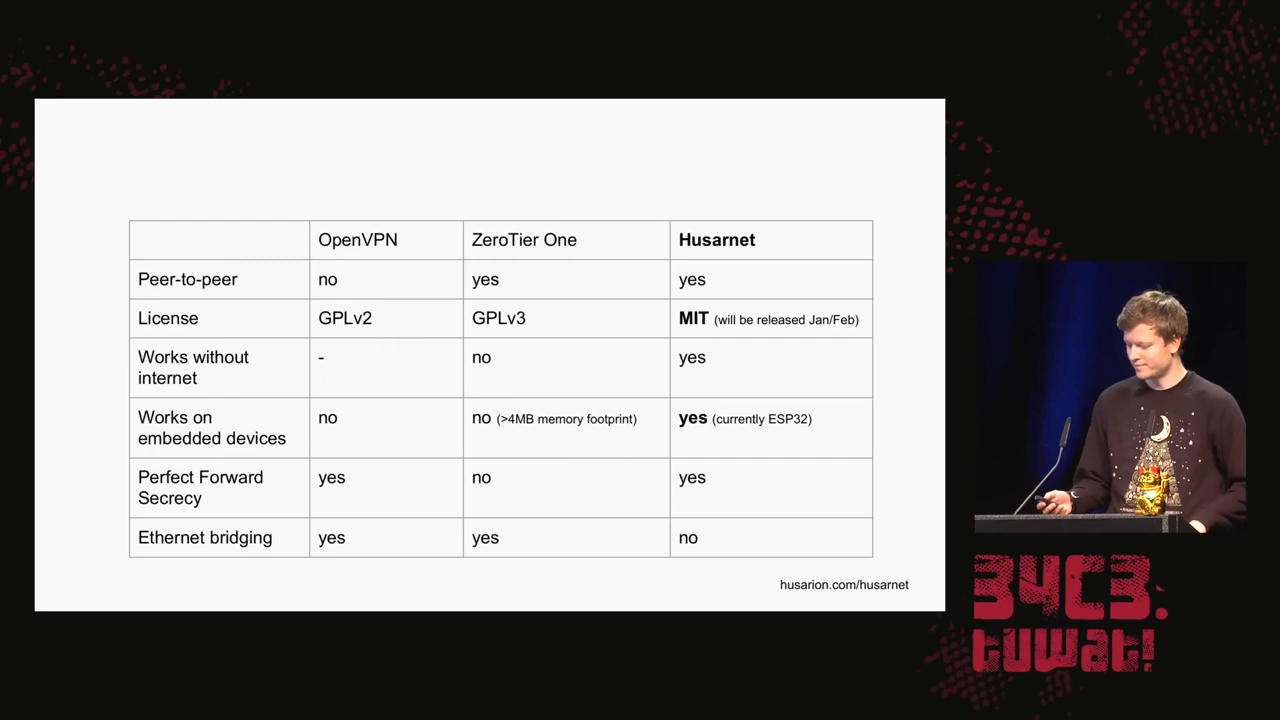 OpenVPN ZeroTier One Husarnet
Peer-to-peer no yes yes
License GPLv2 GPLv3 MIT (will be released Jan/Feb)
Works without - no yes
internet
Works on no no (>4MB memory footprint) yes (currently ESP32)
embedded devices
Perfect Forward yes no yes
Secrecy
Ethernet bridging yes yes no
husarion.com/husarnet
34C3.
tuwat!